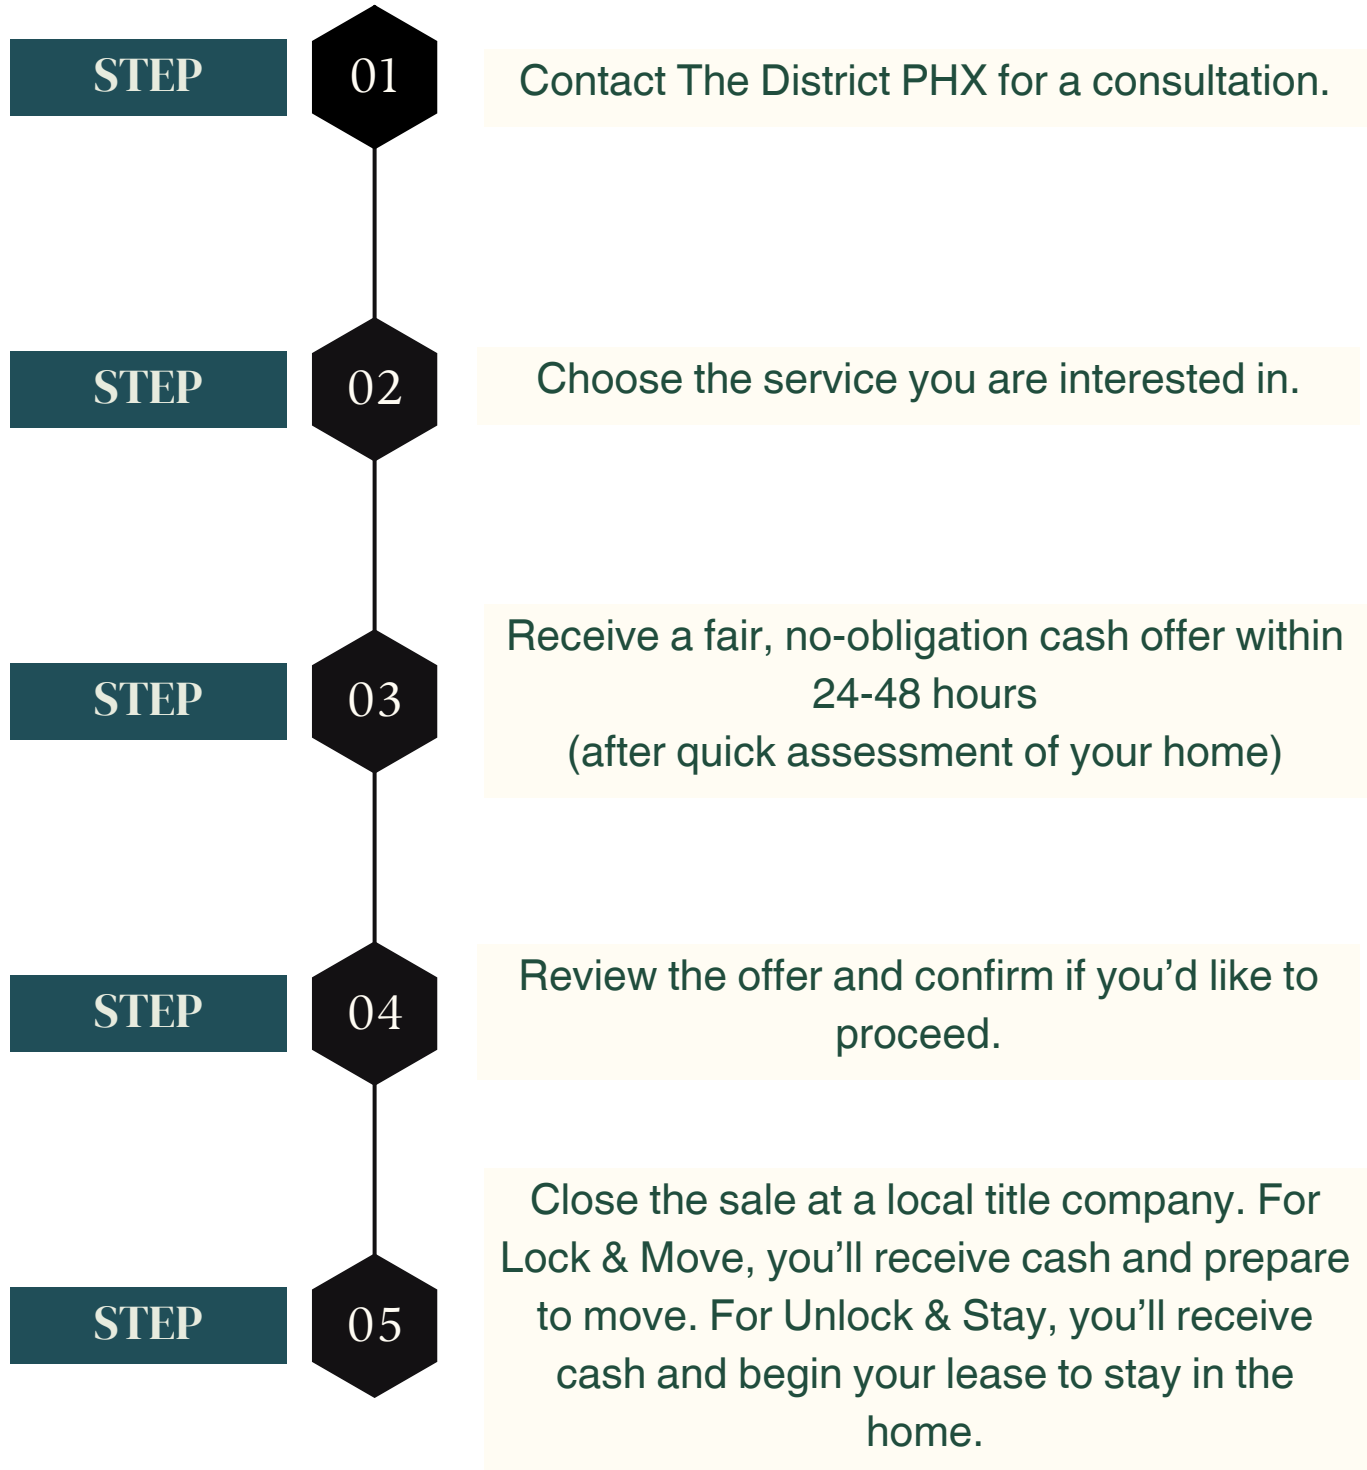 STEP
01
Contact The District PHX for a consultation.
STEP
02
Choose the service you are interested in.
STEP
03
Receive a fair, no-obligation cash offer within
24-48 hours
(after quick assessment of your home)
STEP
04
Review the offer and confirm if you’d like to
proceed.
STEP
05
Close the sale at a local title company. For
Lock & Move, you’ll receive cash and prepare
to move. For Unlock & Stay, you’ll receive
cash and begin your lease to stay in the
home.